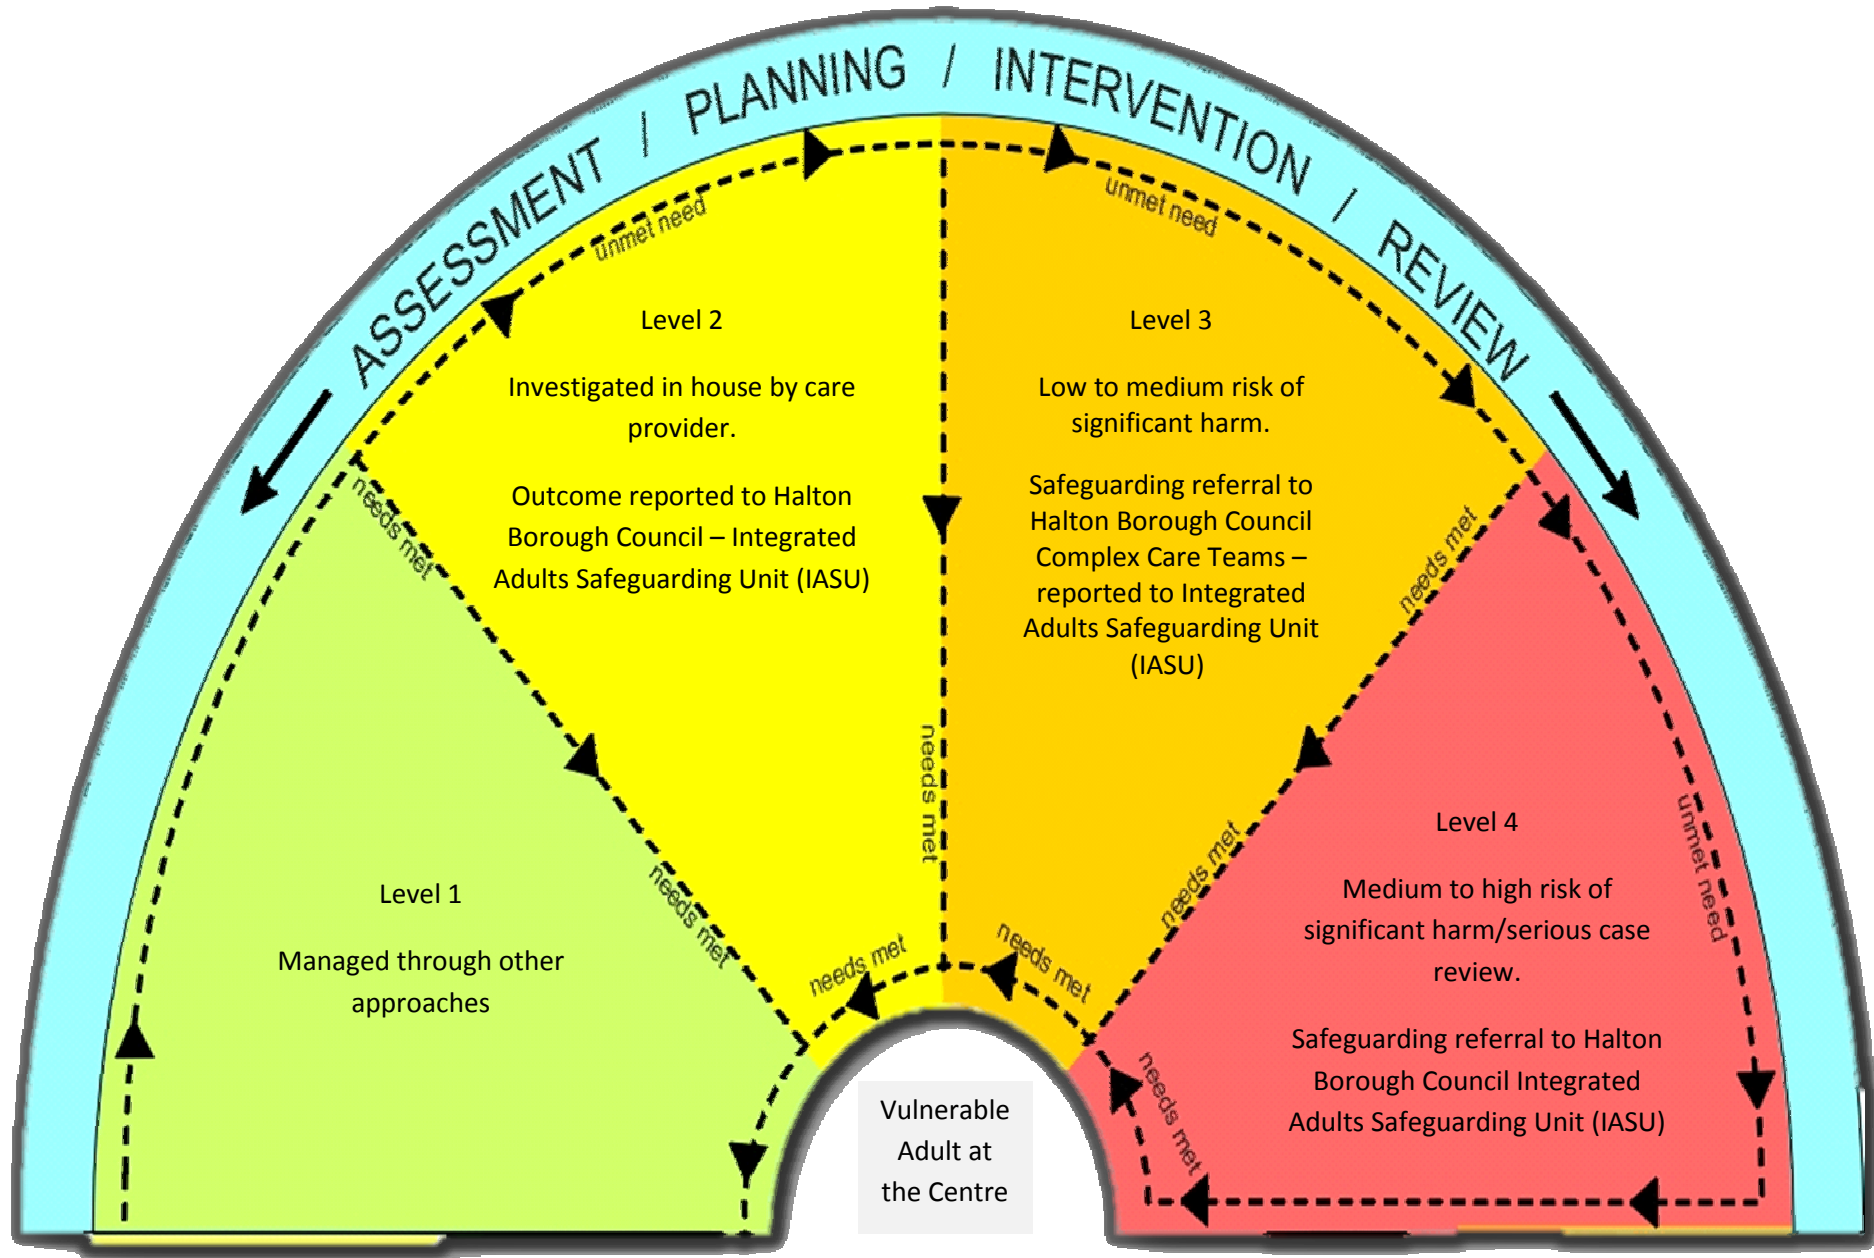 ASSESSMENT / PLANNING / INTERVENTION / REVIEW
unmet need
unmet need
Level 2
Investigated in house by care
provider.
Outcome reported to Halton
Borough Council – Integrated
Adults Safeguarding Unit (IASU)
Level 3
Low to medium risk of
significant harm.
Safeguarding referral to
Halton Borough Council
Complex Care Teams –
reported to Integrated
Adults Safeguarding Unit
(IASU)
needs met
needs met
needs met
Level 1
Managed through other
approaches
needs met
needs met
Level 4
Medium to high risk of
significant harm/serious case
review.
Safeguarding referral to Halton
Borough Council Integrated
Adults Safeguarding Unit (IASU)
unmet need
needs met
needs met
needs met
Vulnerable
Adult at
the Centre